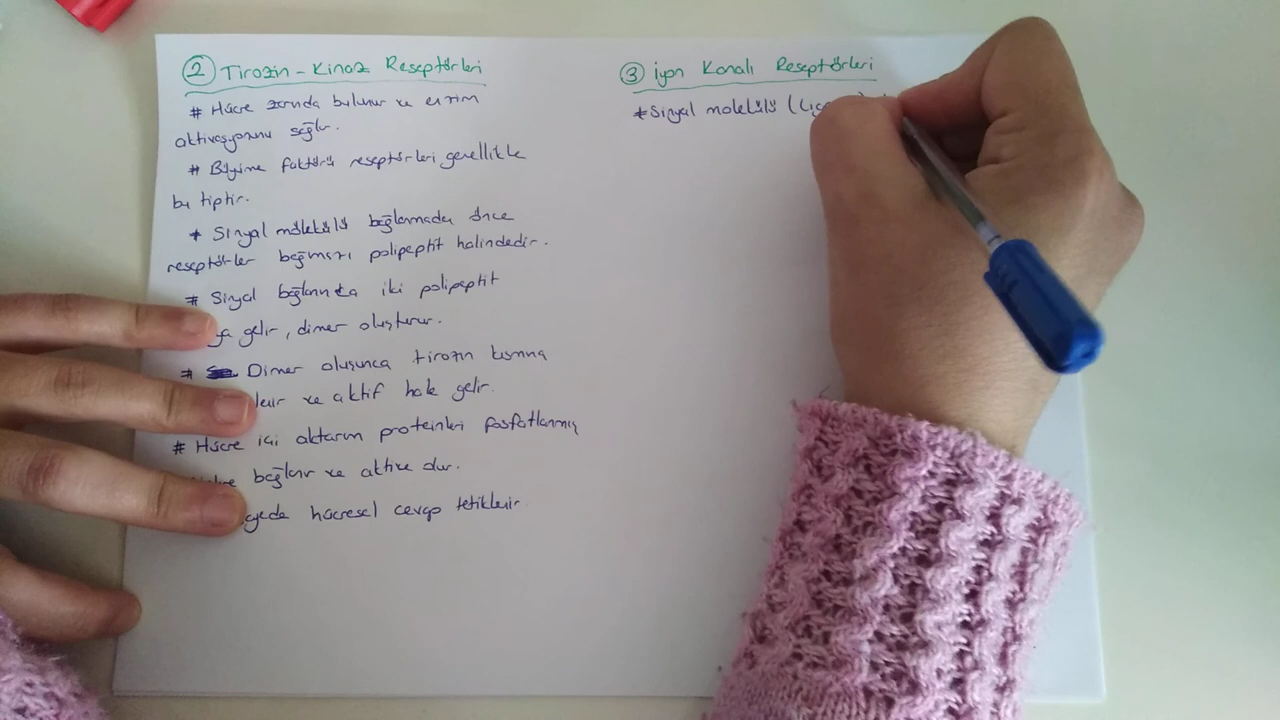 2 Tirozin-Kinaz Reseptörleri
# Hücre zarında bulunur ve enzim
aktivasyonu sağlar.
# Büyüme faktörü reseptörleri genellikle
bu tiptir.
* Sinyal molekülü bağlanmadan önce
reseptörler bağımsız polipeptit halindedir.
# Sinyal bağlanınca iki polipeptit
gelir, dimer oluşturur.
# Dimer oluşunca tirozin kısmına
ve aktif hale gelir.
# Hücre içi aktarım proteinleri fosfatlanmış
bağlanır ve aktive olur.
hücresel cevap tetiklenir.
3 İyon Kanalı Reseptörleri
* Sinyal molekülü